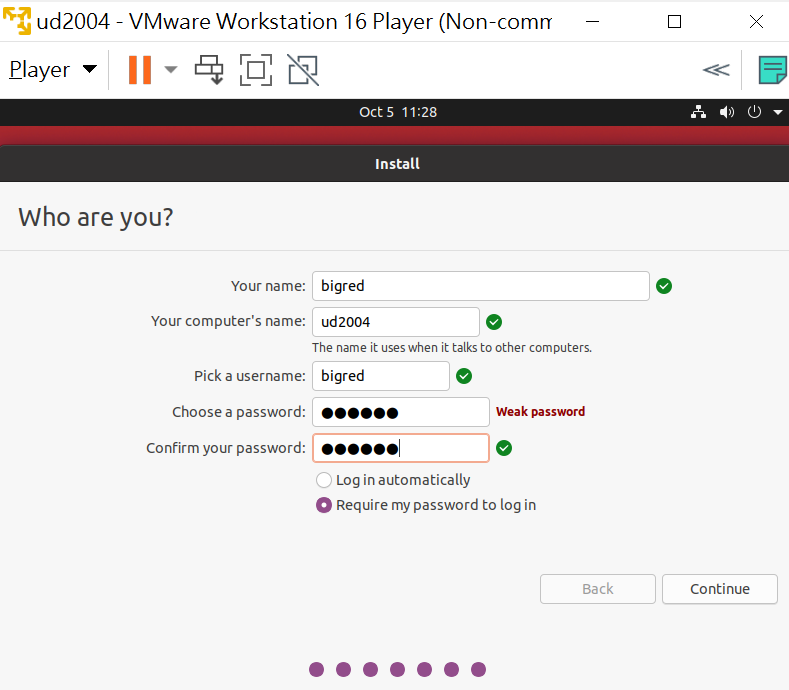 ud2004 - VMware Workstation 16 Player (Non-comm
Player
Oct 5 11:28
Install
Who are you?
Your name: bigred
Your computer's name: ud2004
The name it uses when it talks to other computers.
Pick a username: bigred
Choose a password: ●●●●●● Weak password
Confirm your password: ●●●●●●
Log in automatically
Require my password to log in
Back Continue